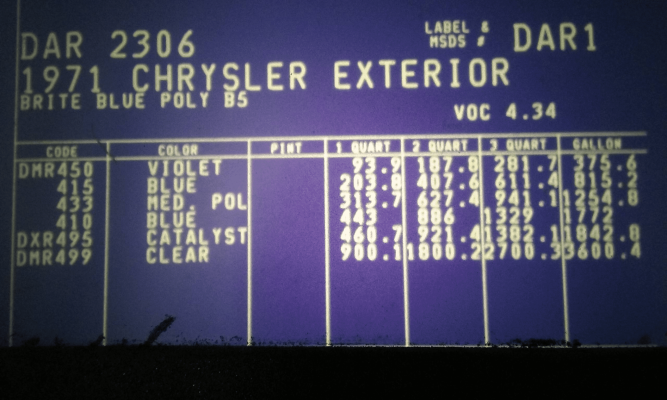 DAR 2306 LABEL & MSDS # DAR1
1971 CHRYSLER EXTERIOR
BRITE BLUE POLY B5
VOC 4.34
CODE COLOR PINT 1 QUART 2 QUART 3 QUART GALLON
DMR450 VIOLET 93.9 187.8 281.7 375.6
415 BLUE 203.8 407.6 611.4 815.2
433 MED. POL 313.7 627.4 941.1 1254.8
410 BLUE 443 886 1329 1772
DXR495 CATALYST 460.7 921.4 1382.1 1842.8
DMR499 CLEAR 900.1 1800.2 2700.3 3600.4